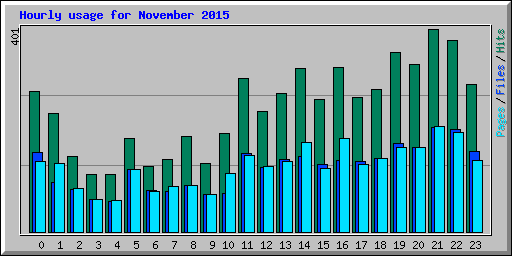 Hourly usage for November 2015
401
Pages/Files/Hits
0 1 2 3 4 5 6 7 8 9 10 11 12 13 14 15 16 17 18 19 20 21 22 23